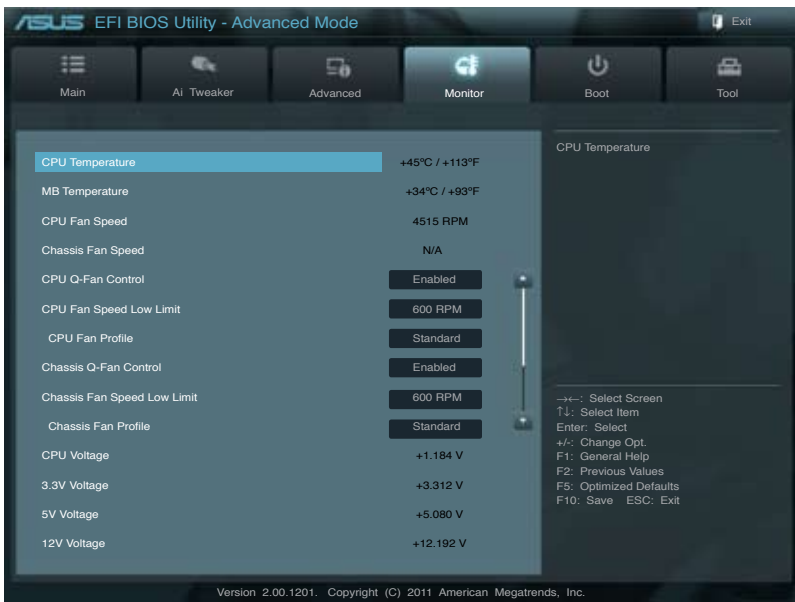 ASUS EFI BIOS Utility - Advanced Mode
Exit
Main Ai Tweaker Advanced Monitor Boot Tool
CPU Temperature +45ºC / +113ºF
MB Temperature +34ºC / +93ºF
CPU Fan Speed 4515 RPM
Chassis Fan Speed N/A
CPU Q-Fan Control Enabled
CPU Fan Speed Low Limit 600 RPM
CPU Fan Profile Standard
Chassis Q-Fan Control Enabled
Chassis Fan Speed Low Limit 600 RPM
Chassis Fan Profile Standard
CPU Voltage +1.184 V
3.3V Voltage +3.312 V
5V Voltage +5.080 V
12V Voltage +12.192 V
CPU Temperature
→←: Select Screen
↑↓: Select Item
Enter: Select
+/-: Change Opt.
F1: General Help
F2: Previous Values
F5: Optimized Defaults
F10: Save ESC: Exit
Version 2.00.1201. Copyright (C) 2011 American Megatrends, Inc.